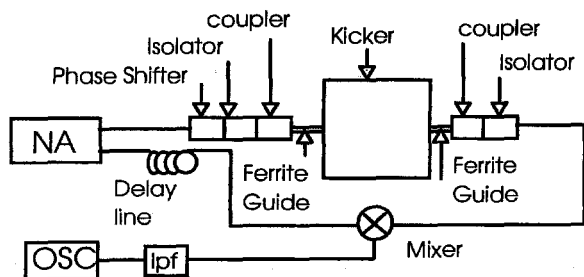 coupler
Isolator
Phase Shifter
Kicker
coupler
Isolator
NA
Delay
line
Ferrite
Guide
Ferrite
Guide
Mixer
OSC
lpf